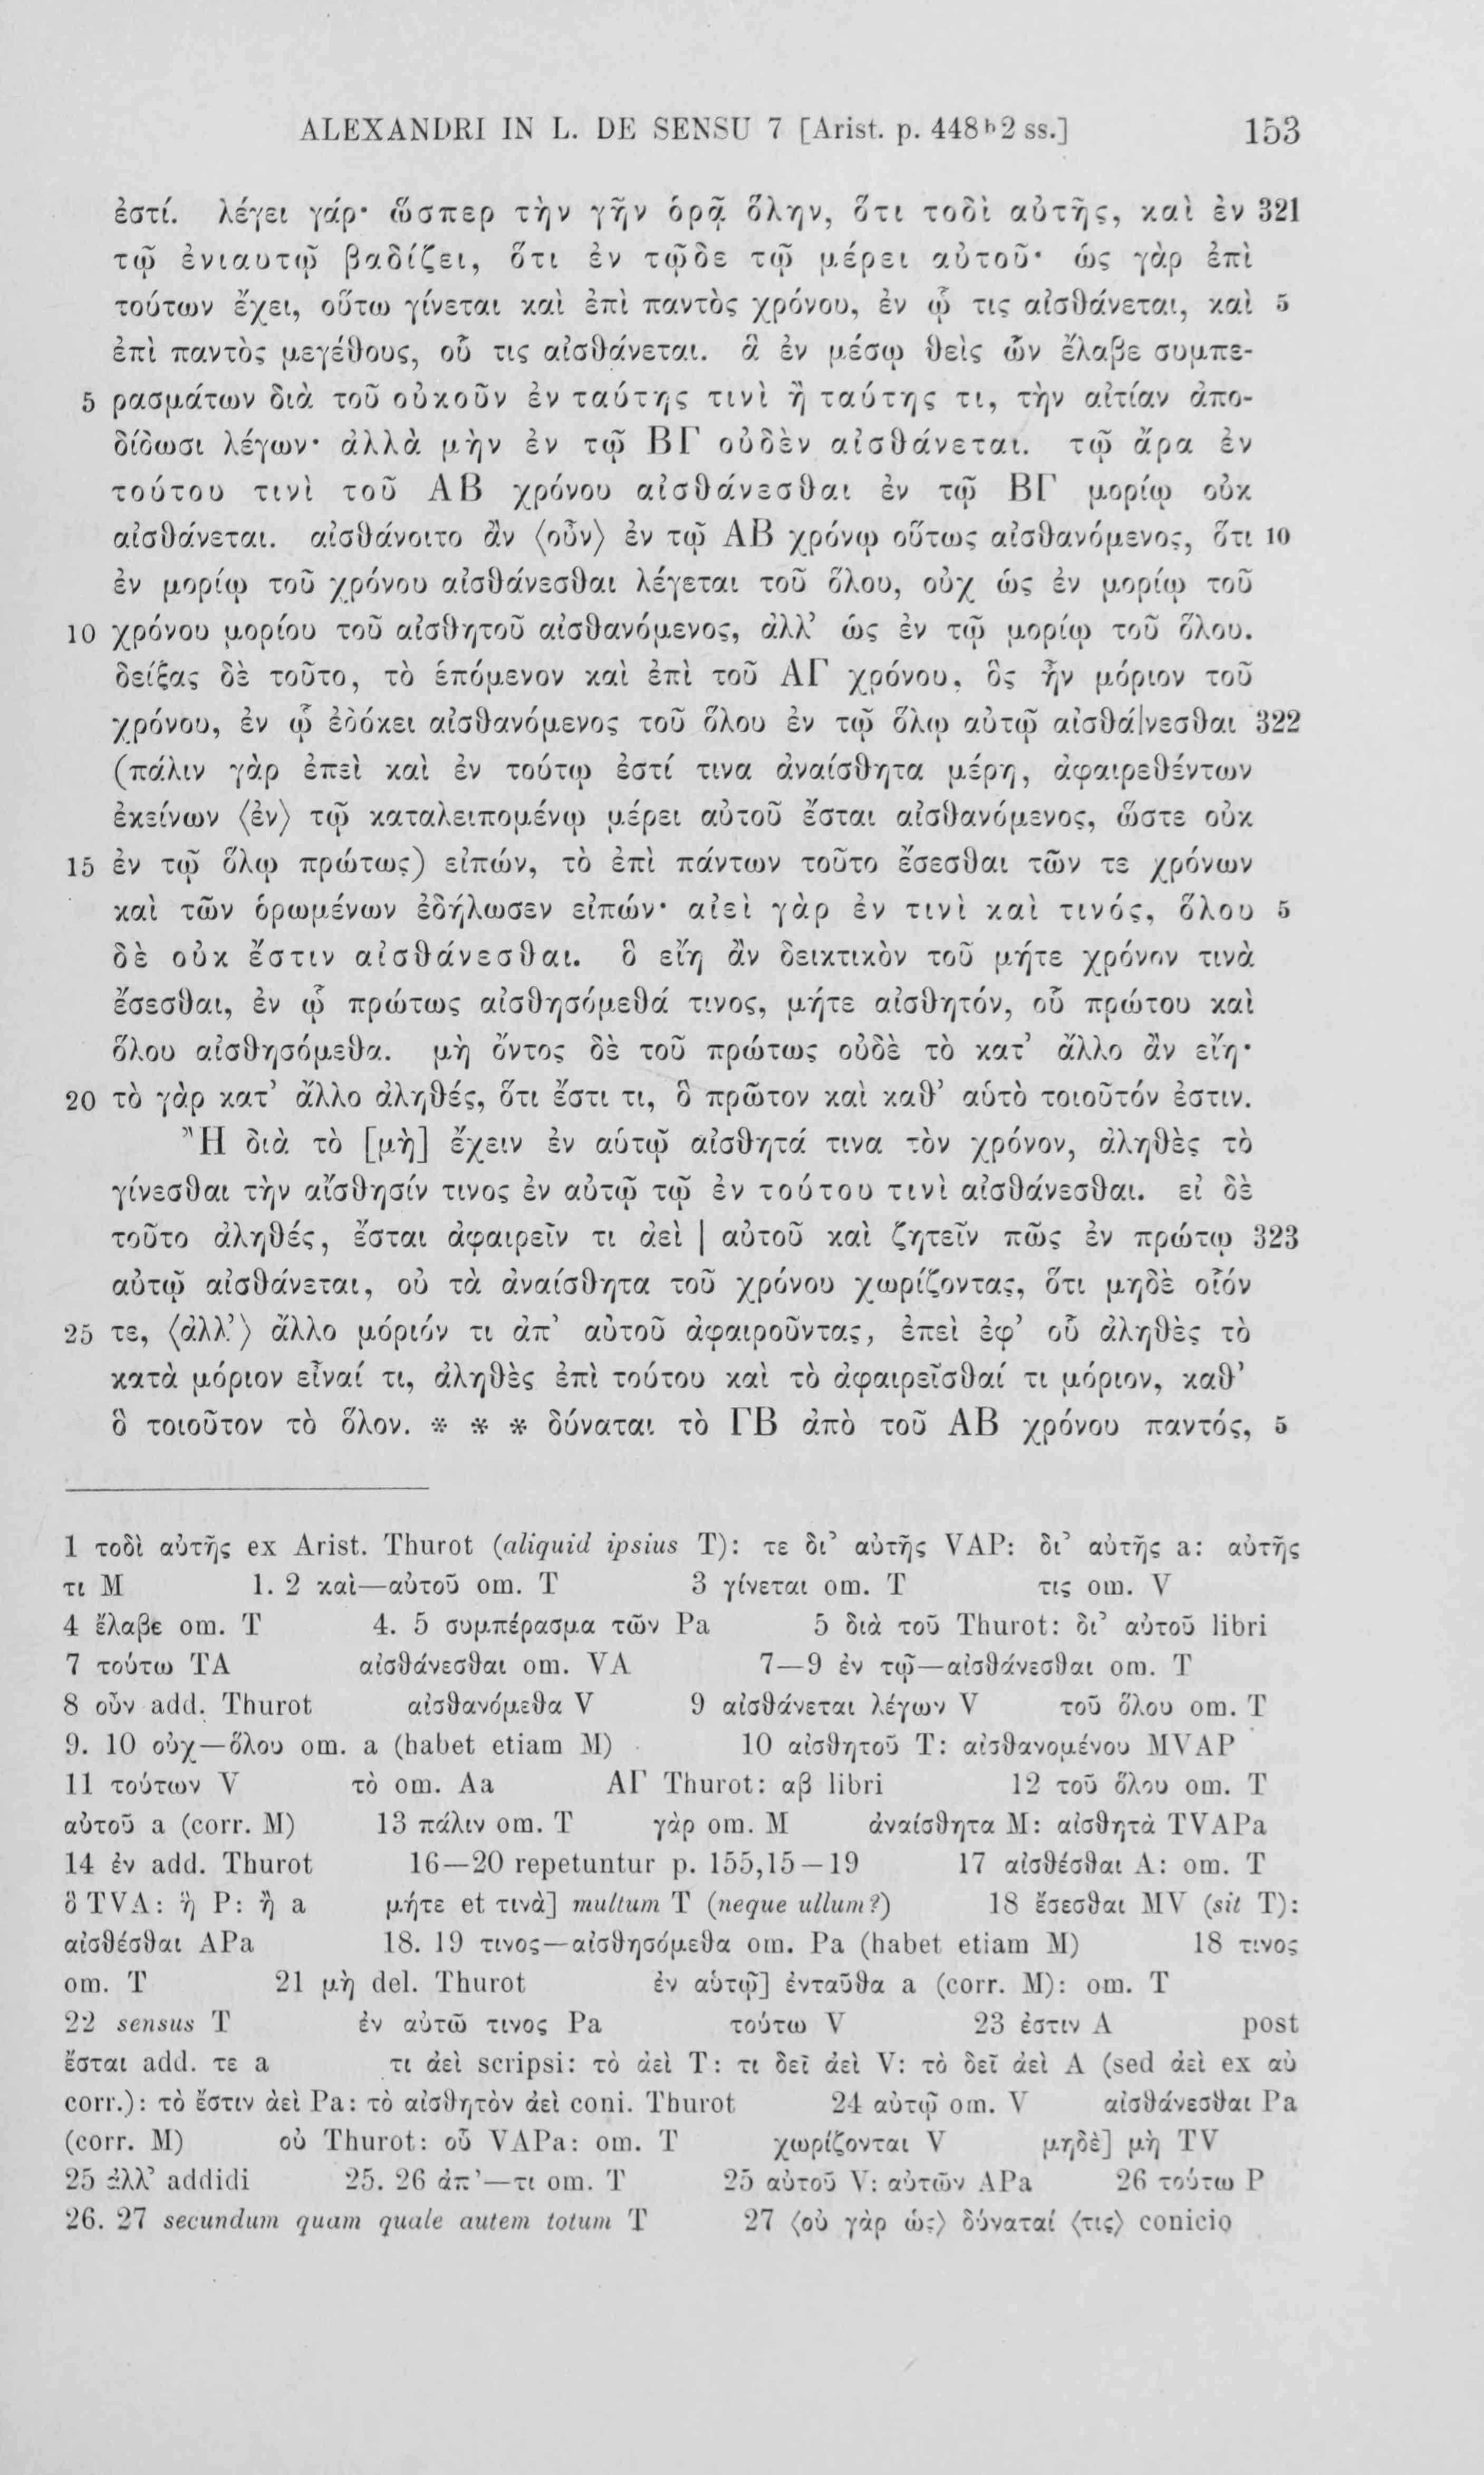 ALEXANDRI IN L. DE SENSU 7 [Arist. p. 448ᵇ2 ss.] 153
ἐστί. λέγει γάρ· ὥσπερ τὴν γῆν ὁρᾷ ὅλην, ὅτι τοδὶ αὐτῆς, καὶ ἐν 321
τῷ ἐνιαυτῷ βαδίζει, ὅτι ἐν τῷδε τῷ μέρει αὐτοῦ· ὡς γὰρ ἐπὶ
τούτων ἔχει, οὕτω γίνεται καὶ ἐπὶ παντὸς χρόνου, ἐν ᾧ τις αἰσθάνεται, καὶ 5
ἐπὶ παντὸς μεγέθους, οὗ τις αἰσθάνεται. ἃ ἐν μέσῳ θεὶς ὧν ἔλαβε συμπε-
5 ρασμάτων διὰ τοῦ οὐκοῦν ἐν ταύτης τινὶ ἢ ταύτης τι, τὴν αἰτίαν ἀπο-
δίδωσι λέγων· ἀλλὰ μὴν ἐν τῷ ΒΓ οὐδὲν αἰσθάνεται. τῷ ἄρα ἐν
τούτου τινὶ τοῦ ΑΒ χρόνου αἰσθάνεσθαι ἐν τῷ ΒΓ μορίῳ οὐκ
αἰσθάνεται. αἰσθάνοιτο ἂν ⟨οὖν⟩ ἐν τῷ ΑΒ χρόνῳ οὕτως αἰσθανόμενος, ὅτι 10
ἐν μορίῳ τοῦ χρόνου αἰσθάνεσθαι λέγεται τοῦ ὅλου, οὐχ ὡς ἐν μορίῳ τοῦ
10 χρόνου μορίου τοῦ αἰσθητοῦ αἰσθανόμενος, ἀλλ’ ὡς ἐν τῷ μορίῳ τοῦ ὅλου.
δείξας δὲ τοῦτο, τὸ ἑπόμενον καὶ ἐπὶ τοῦ ΑΓ χρόνου, ὃς ἦν μόριον τοῦ
χρόνου, ἐν ᾧ ἐδόκει αἰσθανόμενος τοῦ ὅλου ἐν τῷ ὅλῳ αὐτῷ αἰσθά|νεσθαι 322
(πάλιν γὰρ ἐπεὶ καὶ ἐν τούτῳ ἐστί τινα ἀναίσθητα μέρη, ἀφαιρεθέντων
ἐκείνων ⟨ἐν⟩ τῷ καταλειπομένῳ μέρει αὐτοῦ ἔσται αἰσθανόμενος, ὥστε οὐκ
15 ἐν τῷ ὅλῳ πρώτως) εἰπών, τὸ ἐπὶ πάντων τοῦτο ἔσεσθαι τῶν τε χρόνων
καὶ τῶν ὁρωμένων ἐδήλωσεν εἰπών· αἰεὶ γὰρ ἐν τινὶ καὶ τινός, ὅλου 5
δὲ οὐκ ἔστιν αἰσθάνεσθαι. ὃ εἴη ἂν δεικτικὸν τοῦ μήτε χρόνον τινὰ
ἔσεσθαι, ἐν ᾧ πρώτως αἰσθησόμεθά τινος, μήτε αἰσθητόν, οὗ πρώτου καὶ
ὅλου αἰσθησόμεθα. μὴ ὄντος δὲ τοῦ πρώτως οὐδὲ τὸ κατ’ ἄλλο ἂν εἴη·
20 τὸ γὰρ κατ’ ἄλλο ἀληθές, ὅτι ἔστι τι, ὃ πρῶτον καὶ καθ’ αὑτὸ τοιοῦτόν ἐστιν.
Ἢ διὰ τὸ [μὴ] ἔχειν ἐν αὑτῷ αἰσθητά τινα τὸν χρόνον, ἀληθὲς τὸ
γίνεσθαι τὴν αἴσθησίν τινος ἐν αὐτῷ τῷ ἐν τούτου τινὶ αἰσθάνεσθαι. εἰ δὲ
τοῦτο ἀληθές, ἔσται ἀφαιρεῖν τι ἀεὶ | αὐτοῦ καὶ ζητεῖν πῶς ἐν πρώτῳ 323
αὐτῷ αἰσθάνεται, οὐ τὰ ἀναίσθητα τοῦ χρόνου χωρίζοντας, ὅτι μηδὲ οἷόν
25 τε, ⟨ἀλλ’⟩ ἄλλο μόριόν τι ἀπ’ αὐτοῦ ἀφαιροῦντας, ἐπεὶ ἐφ’ οὗ ἀληθὲς τὸ
κατὰ μόριον εἶναί τι, ἀληθὲς ἐπὶ τούτου καὶ τὸ ἀφαιρεῖσθαί τι μόριον, καθ’
ὃ τοιοῦτον τὸ ὅλον. * * * δύναται τὸ ΓΒ ἀπὸ τοῦ ΑΒ χρόνου παντός, 5
1 τοδὶ αὐτῆς ex Arist. Thurot (aliquid ipsius T): τε δι’ αὐτῆς VAP: δι’ αὐτῆς a: αὐτῆς
τι M 1. 2 καὶ—αὐτοῦ om. T 3 γίνεται om. T τις om. V
4 ἔλαβε om. T 4. 5 συμπέρασμα τῶν Pa 5 διὰ τοῦ Thurot: δι’ αὐτοῦ libri
7 τούτω TA αἰσθάνεσθαι om. VA 7—9 ἐν τῷ—αἰσθάνεσθαι om. T
8 οὖν add. Thurot αἰσθανόμεθα V 9 αἰσθάνεται λέγων V τοῦ ὅλου om. T
9. 10 οὐχ—ὅλου om. a (habet etiam M) 10 αἰσθητοῦ T: αἰσθανομένου MVAP
11 τούτων V τὸ om. Aa ΑΓ Thurot: αβ libri 12 τοῦ ὅλου om. T
αὐτοῦ a (corr. M) 13 πάλιν om. T γὰρ om. M ἀναίσθητα M: αἰσθητὰ TVAPa
14 ἐν add. Thurot 16—20 repetuntur p. 155,15—19 17 αἰσθέσθαι A: om. T
ὃ TVA: ἡ P: ἢ a μήτε et τινὰ] multum T (neque ullum?) 18 ἔσεσθαι MV (sit T):
αἰσθέσθαι APa 18. 19 τινος—αἰσθησόμεθα om. Pa (habet etiam M) 18 τινος
om. T 21 μὴ del. Thurot ἐν αὑτῷ] ἐνταῦθα a (corr. M): om. T
22 sensus T ἐν αὐτῶ τινος Pa τούτω V 23 ἐστιν A post
ἔσται add. τε a τι ἀεὶ scripsi: τὸ ἀεὶ T: τι δεῖ ἀεὶ V: τὸ δεῖ ἀεὶ A (sed ἀεὶ ex αὐ
corr.): τὸ ἔστιν ἀεὶ Pa: τὸ αἰσθητὸν ἀεὶ coni. Thurot 24 αὐτῷ om. V αἰσθάνεσθαι Pa
(corr. M) οὐ Thurot: οὗ VAPa: om. T χωρίζονται V μηδὲ] μὴ TV
25 ἀλλ’ addidi 25. 26 ἀπ’—τι om. T 25 αὐτοῦ V: αὐτῶν APa 26 τούτω P
26. 27 secundum quam quale autem totum T 27 ⟨οὐ γὰρ ὡς⟩ δύναταί ⟨τις⟩ conicio